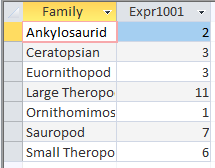 Family Expr1001
Ankylosaurid 2
Ceratopsian 3
Euornithopod 3
Large Theropo 11
Ornithomimos 1
Sauropod 7
Small Theropo 6